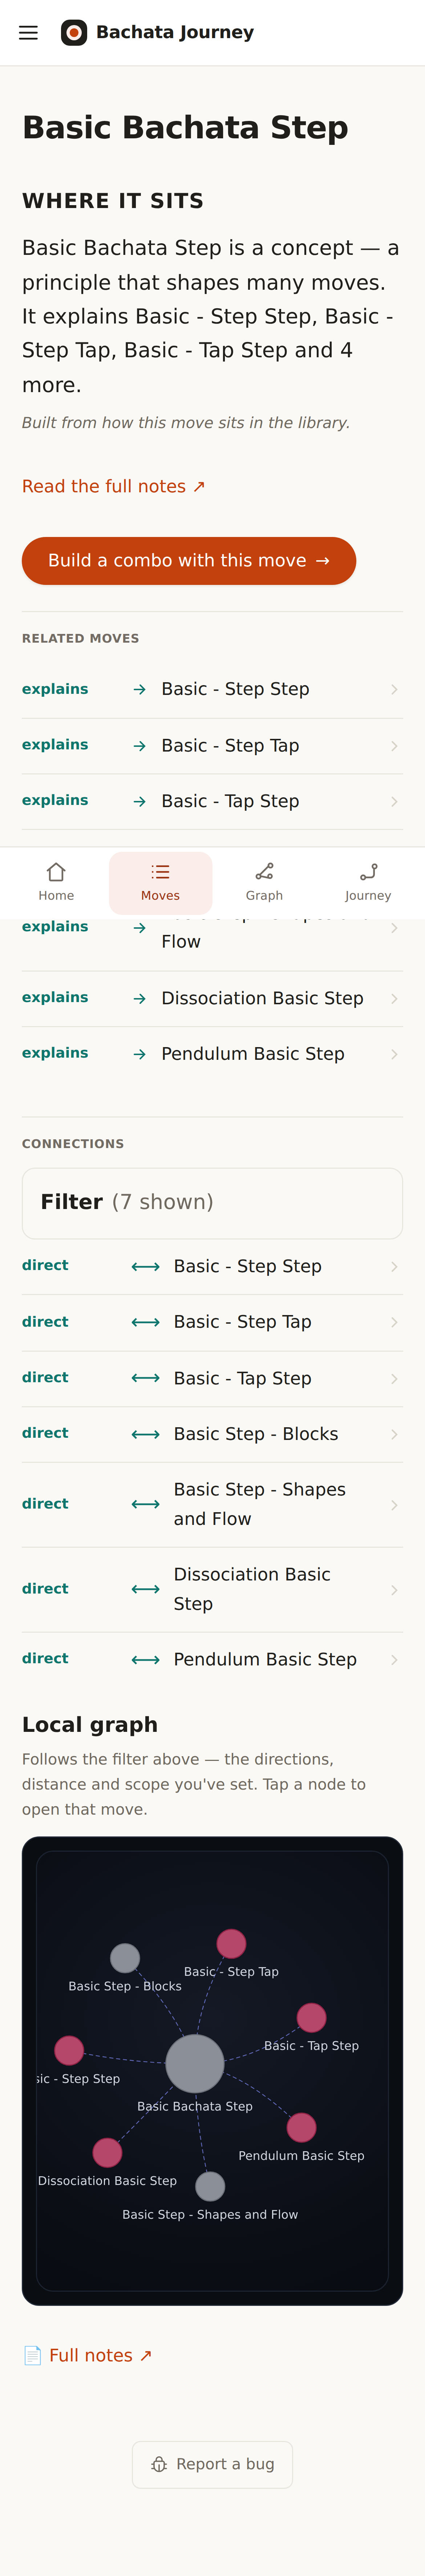 Bachata Journey
Basic Bachata Step
WHERE IT SITS
Basic Bachata Step is a concept — a
principle that shapes many moves.
It explains Basic - Step Step, Basic -
Step Tap, Basic - Tap Step and 4
more.
Built from how this move sits in the library.
Read the full notes ↗
Build a combo with this move →
RELATED MOVES
explains → Basic - Step Step
explains → Basic - Step Tap
explains → Basic - Tap Step
Home
Moves
Graph
Journey
explains →
Flow
explains → Dissociation Basic Step
explains → Pendulum Basic Step
CONNECTIONS
Filter (7 shown)
direct ⟷ Basic - Step Step
direct ⟷ Basic - Step Tap
direct ⟷ Basic - Tap Step
direct ⟷ Basic Step - Blocks
direct ⟷ Basic Step - Shapes
and Flow
direct ⟷ Dissociation Basic
Step
direct ⟷ Pendulum Basic Step
Local graph
Follows the filter above — the directions,
distance and scope you've set. Tap a node to
open that move.
Basic - Step Tap
Basic Step - Blocks
Basic - Tap Step
sic - Step Step
Basic Bachata Step
Pendulum Basic Step
Dissociation Basic Step
Basic Step - Shapes and Flow
📄 Full notes ↗
Report a bug